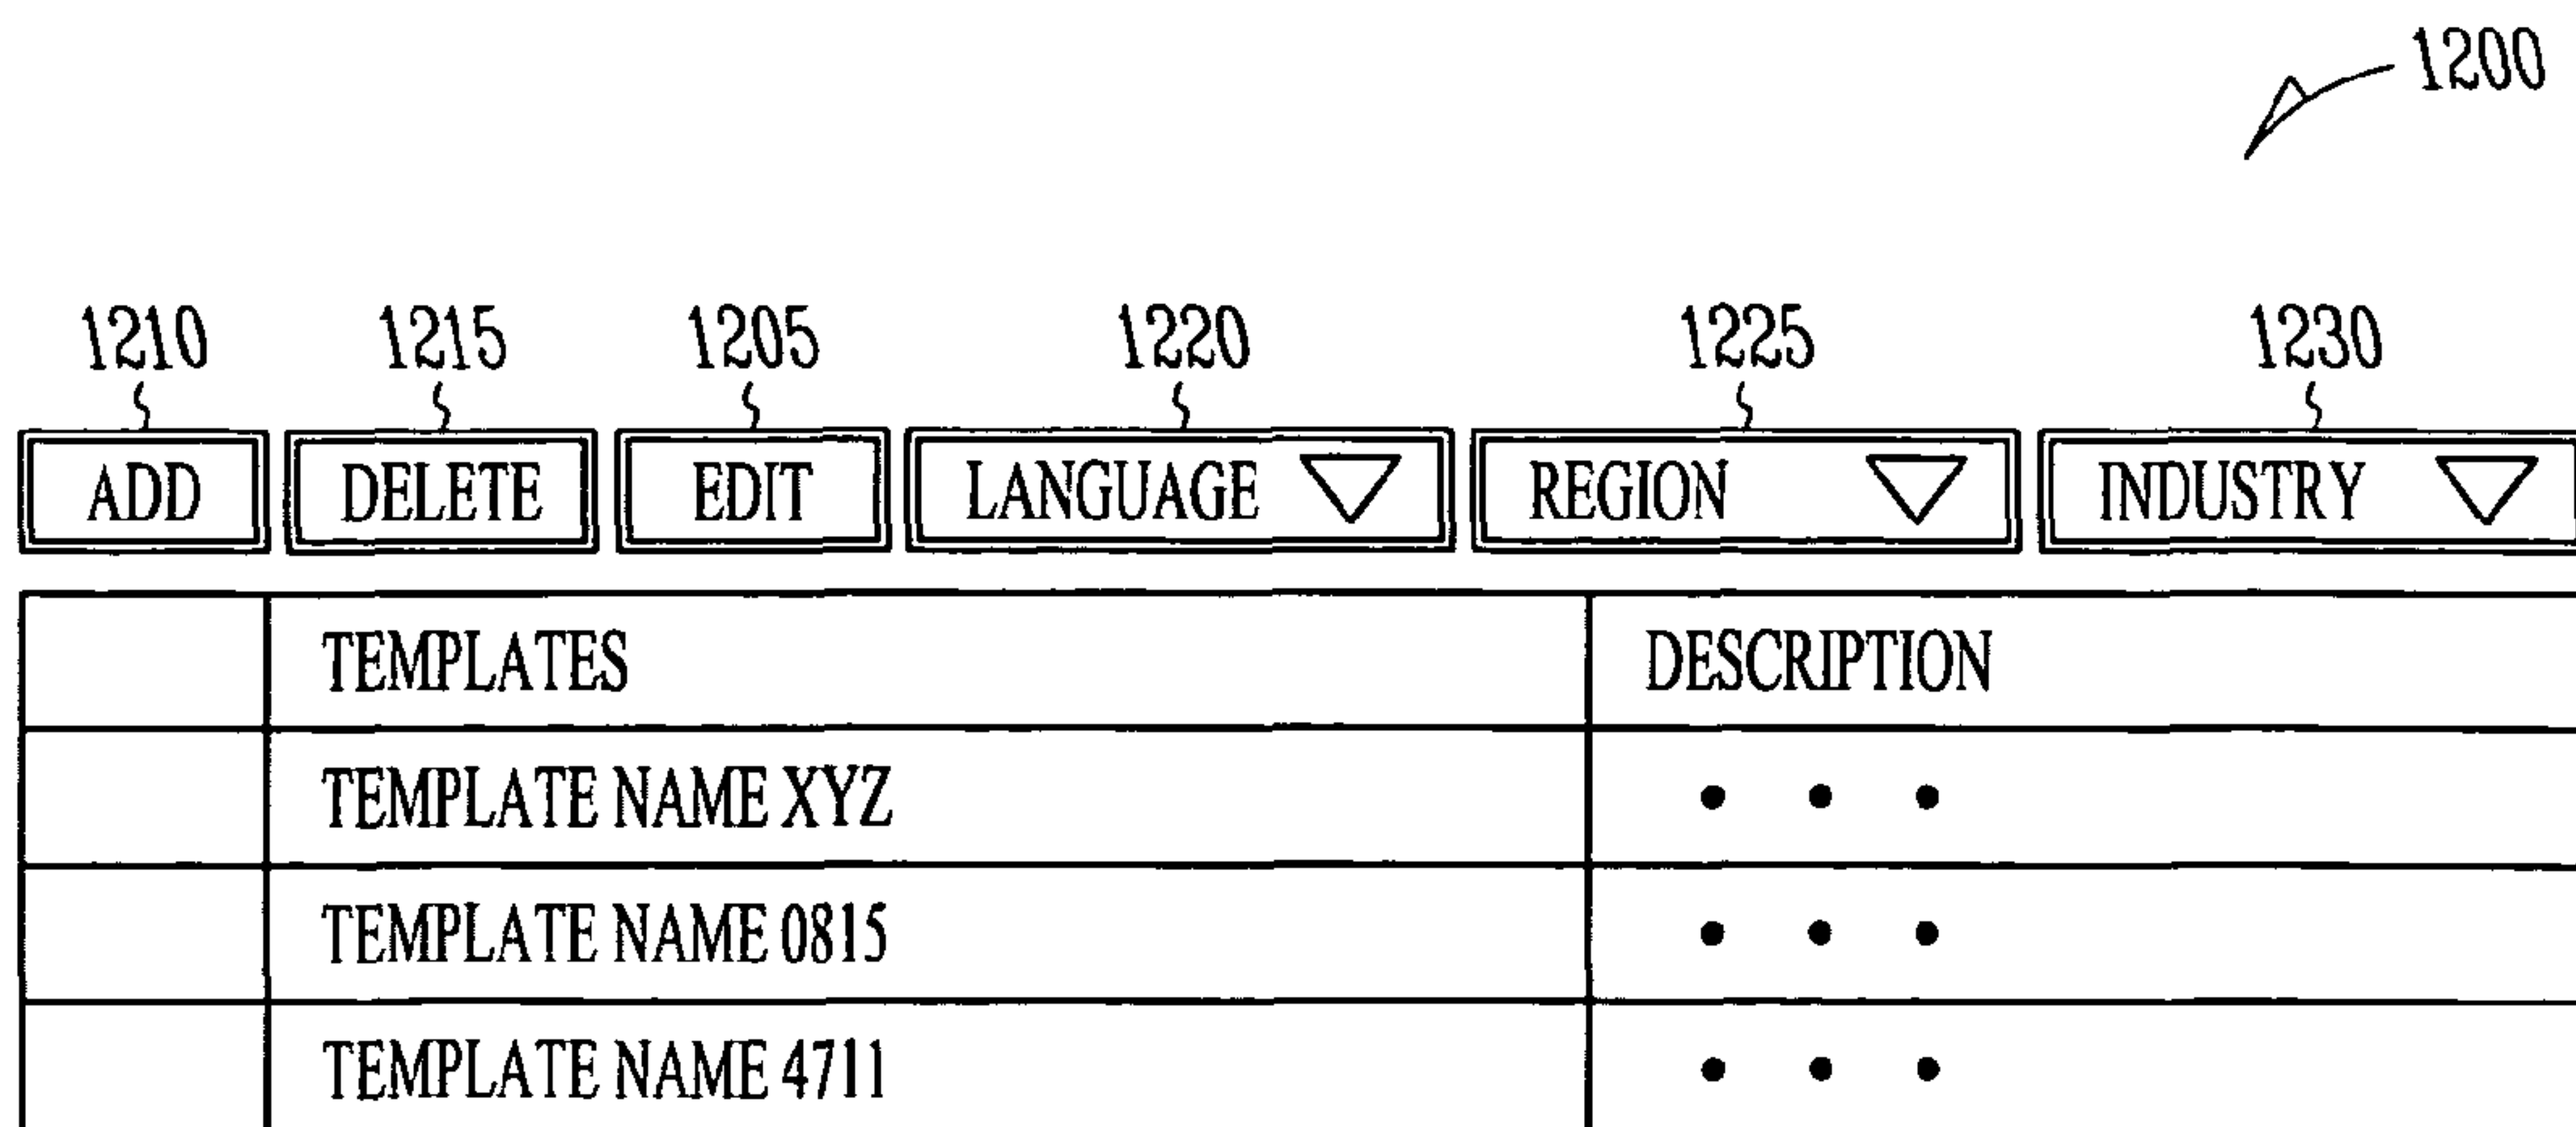 1200
1210 1215 1205 1220 1225 1230
ADD DELETE EDIT LANGUAGE REGION INDUSTRY
TEMPLATES DESCRIPTION
TEMPLATE NAME XYZ • • •
TEMPLATE NAME 0815 • • •
TEMPLATE NAME 4711 • • •